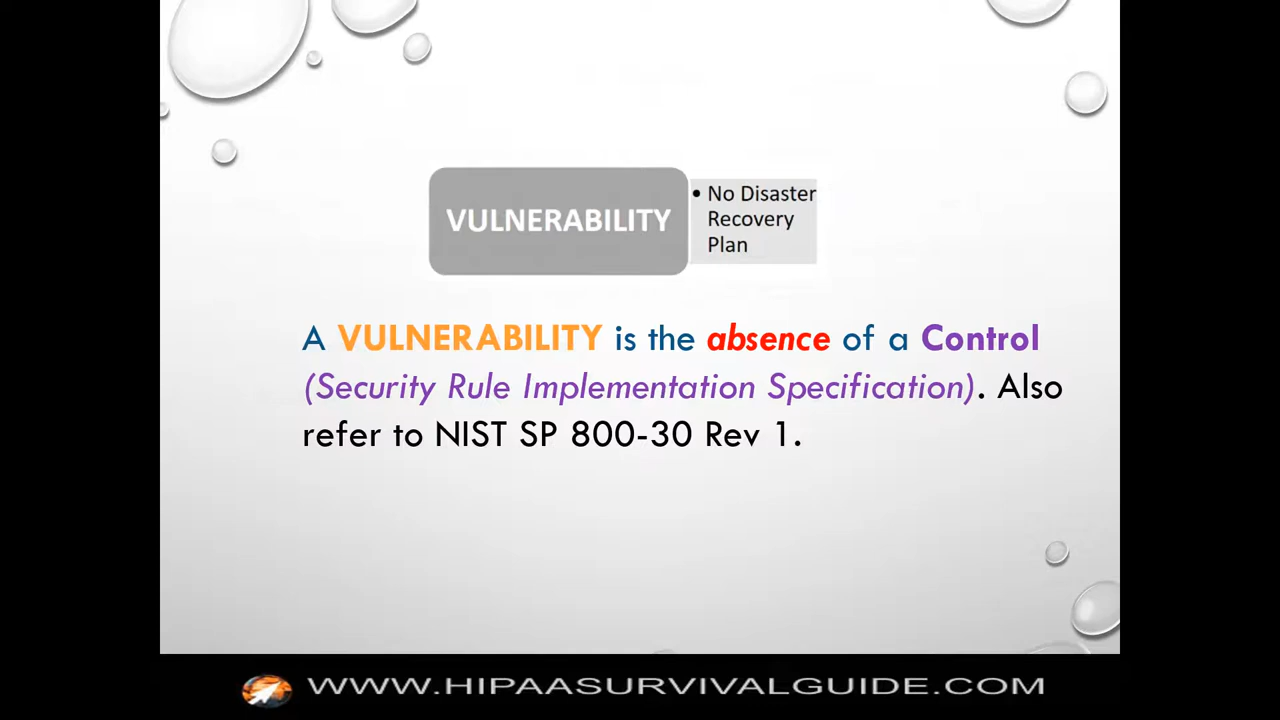 VULNERABILITY
• No Disaster
Recovery
Plan
A VULNERABILITY is the absence of a Control
(Security Rule Implementation Specification). Also
refer to NIST SP 800-30 Rev 1.
WWW.HIPAASURVIVALGUIDE.COM